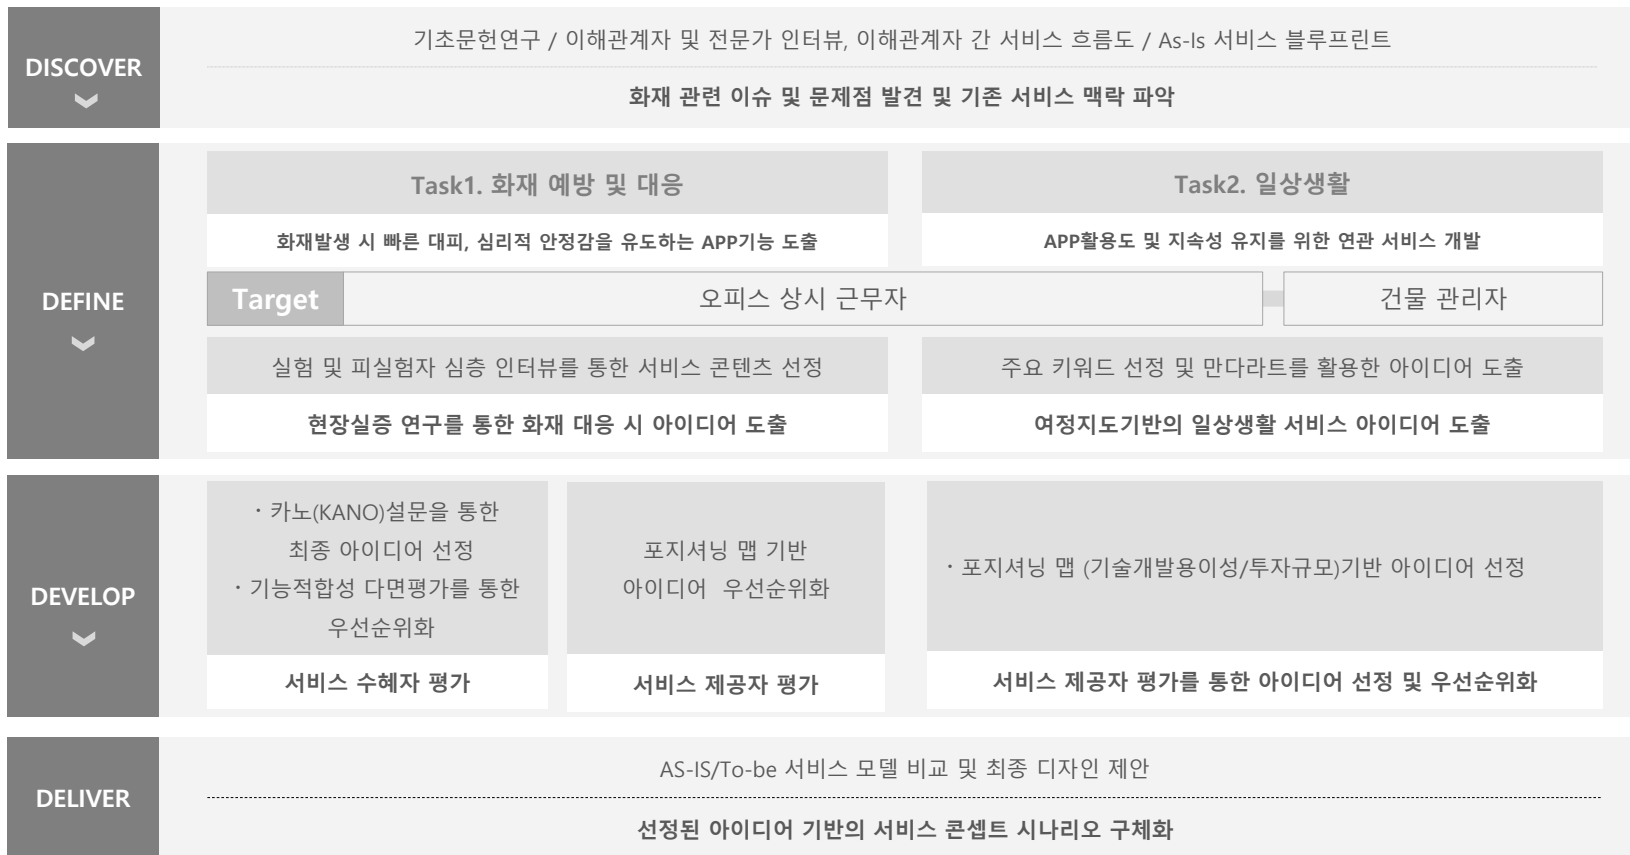 DISCOVER
기초문헌연구 / 이해관계자 및 전문가 인터뷰, 이해관계자 간 서비스 흐름도 / As-Is 서비스 블루프린트
화재 관련 이슈 및 문제점 발견 및 기존 서비스 맥락 파악
DEFINE
Task1. 화재 예방 및 대응
화재발생 시 빠른 대피, 심리적 안정감을 유도하는 APP기능 도출
Task2. 일상생활
APP활용도 및 지속성 유지를 위한 연관 서비스 개발
Target
오피스 상시 근무자
건물 관리자
실험 및 피실험자 심층 인터뷰를 통한 서비스 콘텐츠 선정
현장실증 연구를 통한 화재 대응 시 아이디어 도출
주요 키워드 선정 및 만다라트를 활용한 아이디어 도출
여정지도기반의 일상생활 서비스 아이디어 도출
DEVELOP
· 카노(KANO)설문을 통한
최종 아이디어 선정
· 기능적합성 다면평가를 통한
우선순위화
서비스 수혜자 평가
포지셔닝 맵 기반
아이디어 우선순위화
서비스 제공자 평가
· 포지셔닝 맵 (기술개발용이성/투자규모)기반 아이디어 선정
서비스 제공자 평가를 통한 아이디어 선정 및 우선순위화
DELIVER
AS-IS/To-be 서비스 모델 비교 및 최종 디자인 제안
선정된 아이디어 기반의 서비스 콘셉트 시나리오 구체화